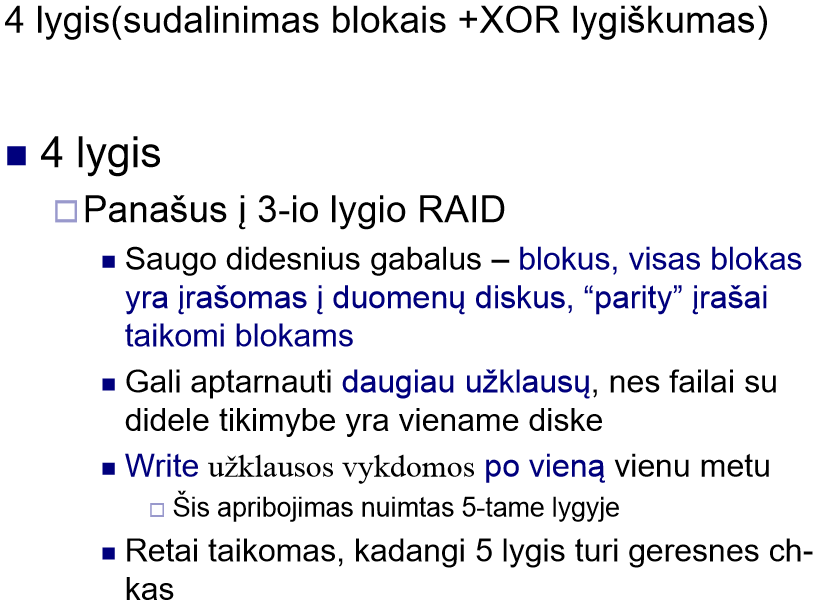 4 lygis(sudalinimas blokais +XOR lygiškumas)
4 lygis
Panašus į 3-io lygio RAID
Saugo didesnius gabalus – blokus, visas blokas
yra įrašomas į duomenų diskus, “parity” įrašai
taikomi blokams
Gali aptarnauti daugiau užklausų, nes failai su
didele tikimybe yra viename diske
Write užklausos vykdomos po vieną vienu metu
Šis apribojimas nuimtas 5-tame lygyje
Retai taikomas, kadangi 5 lygis turi geresnes ch-
kas